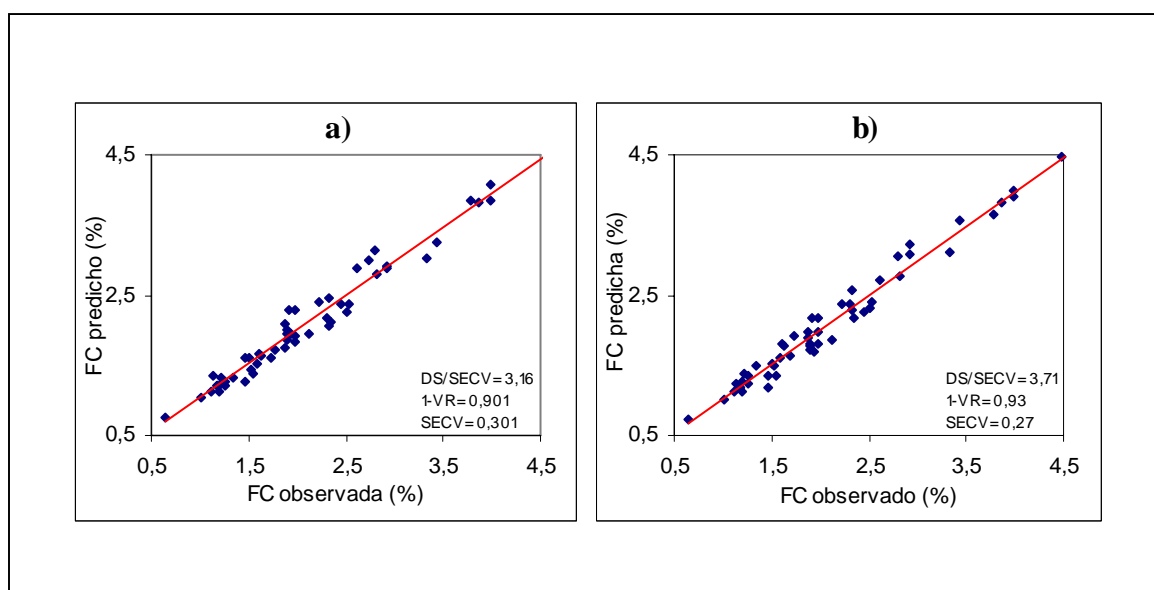 a)
4,5
2,5
0,5
FC predicho (%)
DS/SECV= 3,16
1-VR= 0,901
SECV= 0,301
0,5 1,5 2,5 3,5 4,5
FC observada (%)
b)
4,5
2,5
0,5
FC predicha (%)
DS/SECV= 3,71
1-VR= 0,93
SECV= 0,27
0,5 1,5 2,5 3,5 4,5
FC observado (%)